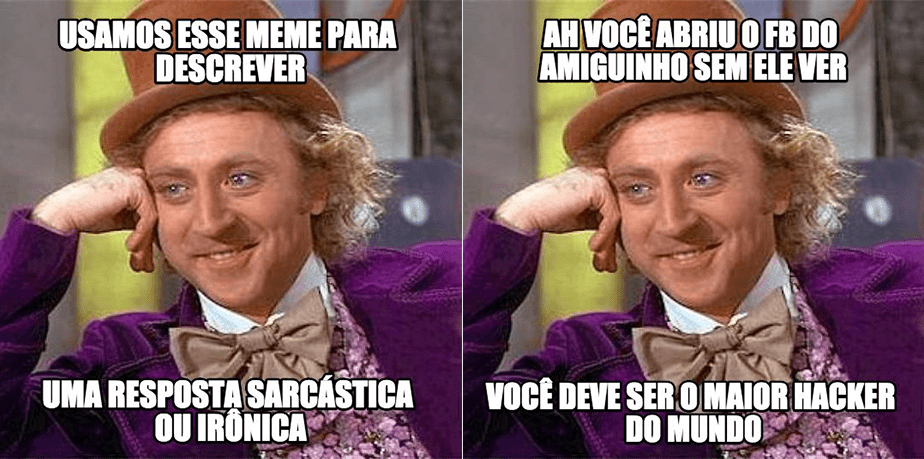 USAMOS ESSE MEME PARA
DESCREVER
UMA RESPOSTA SARCÁSTICA
OU IRÔNICA
AH VOCÊ ABRIU O FB DO
AMIGUINHO SEM ELE VER
VOCÊ DEVE SER O MAIOR HACKER
DO MUNDO